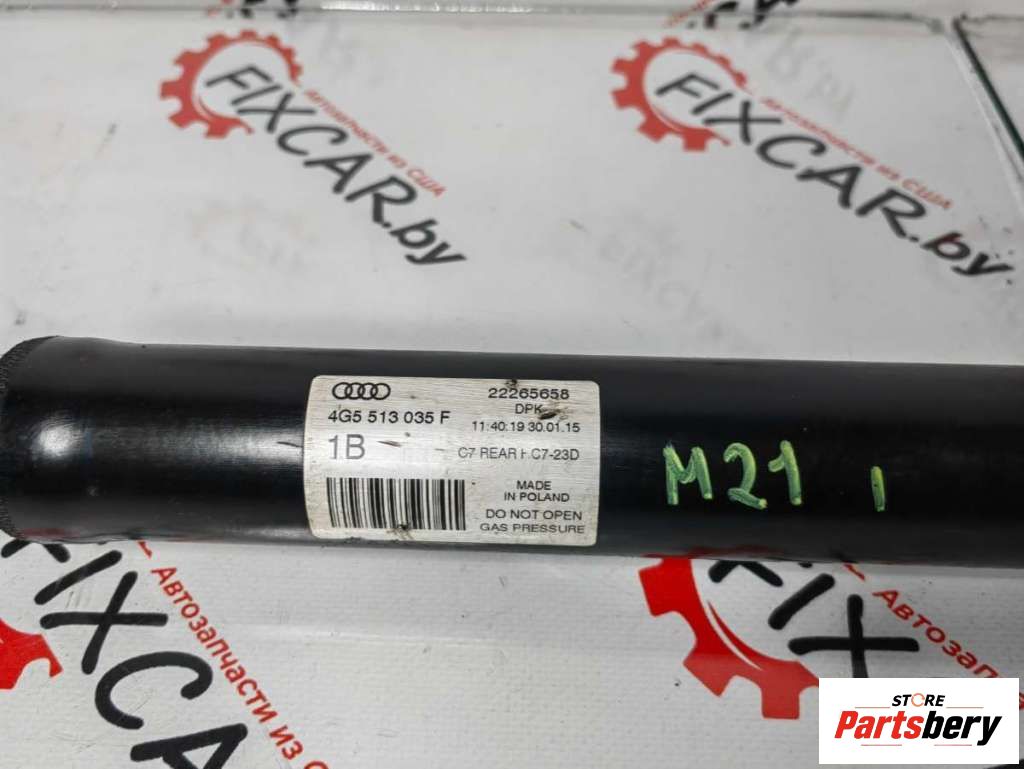 FIXCAR.by
Автозапчасти из США
FIXCAR.by
Автозапчасти из США
4G5 513 035 F
1B
22265658
DPK
11:40:19 30.01.15
C7 REAR C7-23D
MADE
IN POLAND
DO NOT OPEN
GAS PRESSURE
M21 I
FIXCA
Автозапчасти из С
FIX
Автозапа
STORE
Partsbery